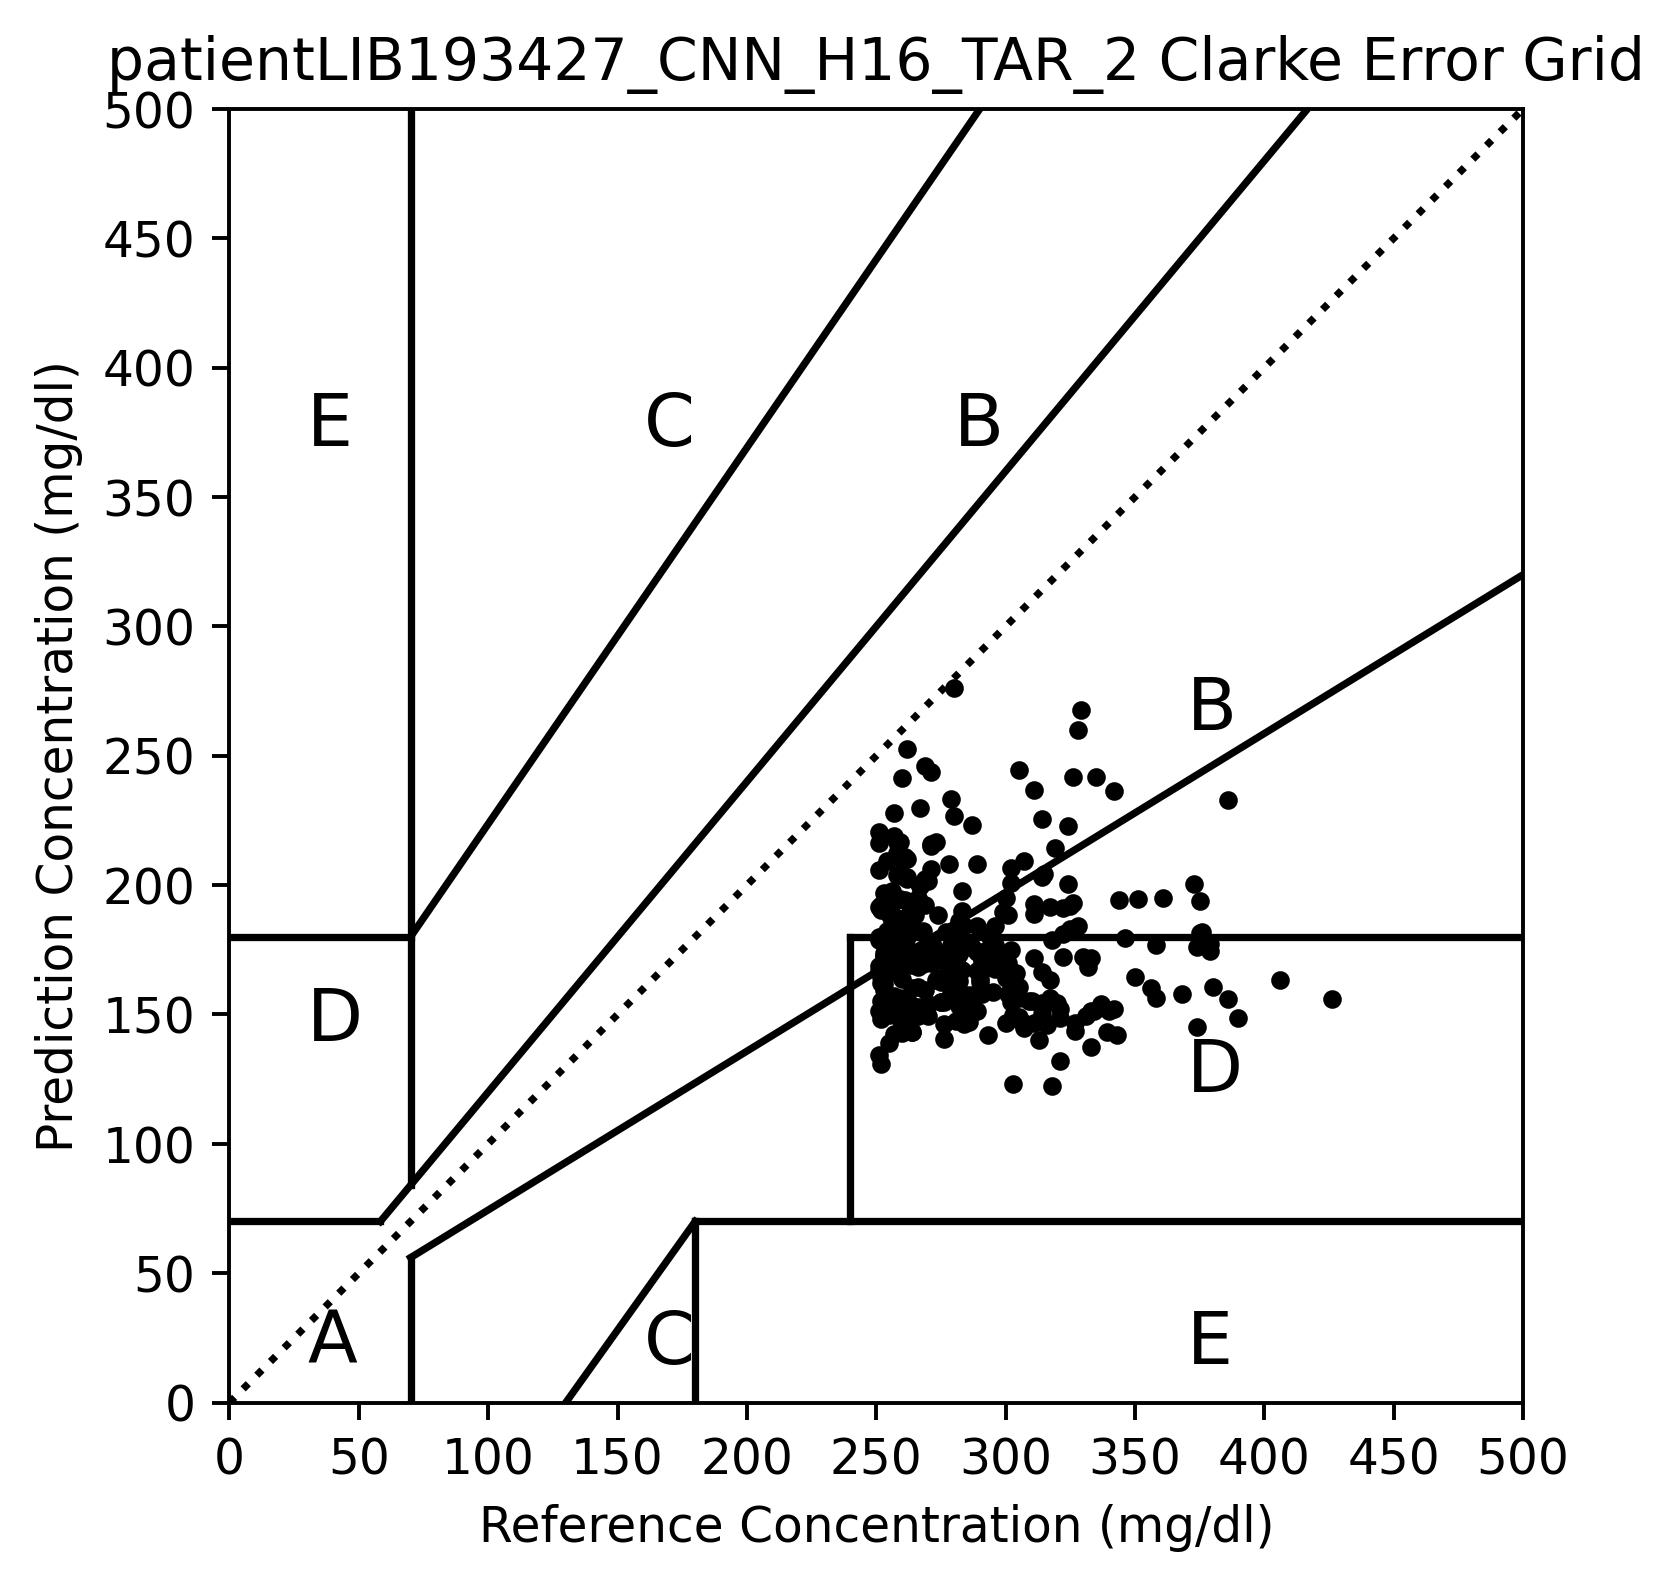 patientLIB193427_CNN_H16_TAR_2 Clarke Error Grid
500
450
400
E C B
350
300
B
250
200
150
D
D
100
50
A C E
0
0 50 100 150 200 250 300 350 400 450 500
Prediction Concentration (mg/dl)
Reference Concentration (mg/dl)